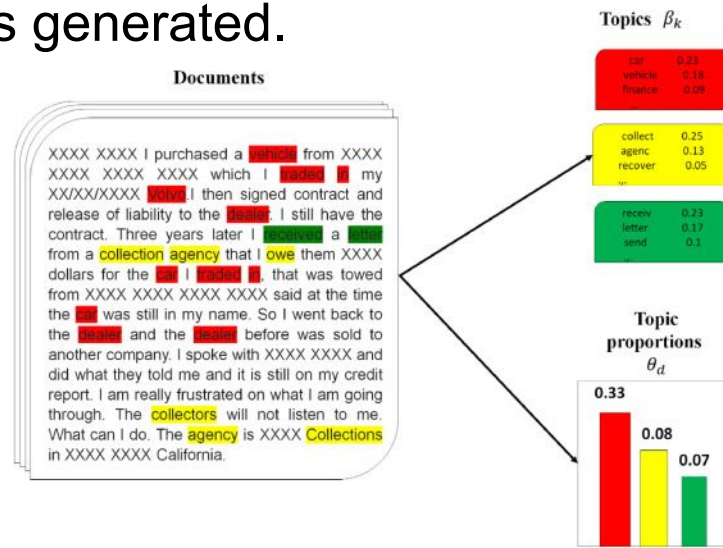 s generated.
Documents
XXXX XXXX I purchased a vehicle from XXXX
XXXX XXXX XXXX which I traded in my
XX/XX/XXXX Volvo.I then signed contract and
release of liability to the dealer. I still have the
contract. Three years later I received a letter
from a collection agency that I owe them XXXX
dollars for the car I traded in, that was towed
from XXXX XXXX XXXX XXXX said at the time
the car was still in my name. So I went back to
the dealer and the dealer before was sold to
another company. I spoke with XXXX XXXX and
did what they told me and it is still on my credit
report. I am really frustrated on what I am going
through. The collectors will not listen to me.
What can I do. The agency is XXXX Collections
in XXXX XXXX California.
Topics βk
car 0.23
vehicle 0.18
finance 0.09
...
collect 0.25
agenc 0.13
recover 0.05
...
receiv 0.23
letter 0.17
send 0.1
...
Topic
proportions
θd
0.33
0.08
0.07